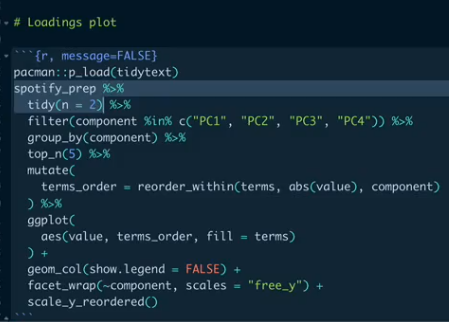 # Loadings plot
```{r, message=FALSE}
pacman::p_load(tidytext)
spotify_prep %>%
  tidy(n = 2) %>%
  filter(component %in% c("PC1", "PC2", "PC3", "PC4")) %>%
  group_by(component) %>%
  top_n(5) %>%
  mutate(
    terms_order = reorder_within(terms, abs(value), component)
  ) %>%
  ggplot(
    aes(value, terms_order, fill = terms)
  ) +
  geom_col(show.legend = FALSE) +
  facet_wrap(~component, scales = "free_y") +
  scale_y_reordered()
```